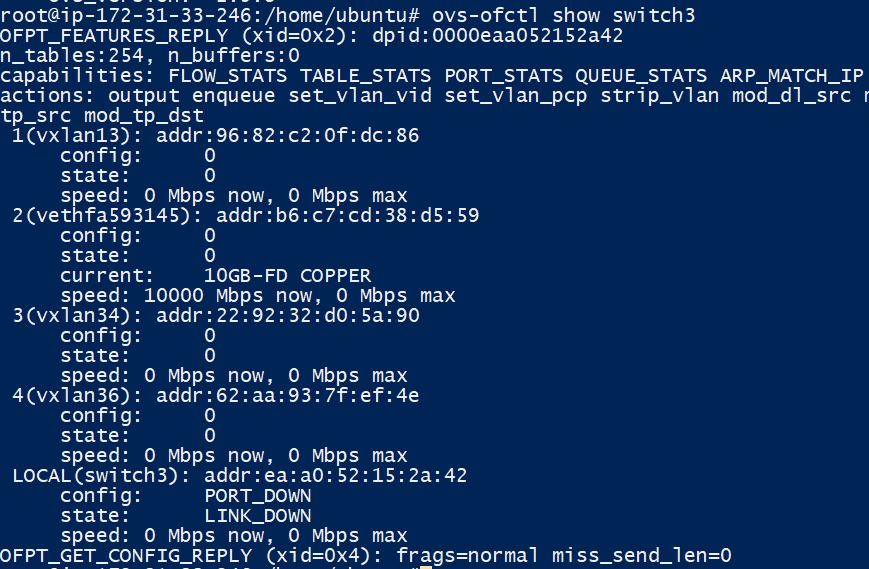 root@ip-172-31-33-246:/home/ubuntu# ovs-ofctl show switch3
OFPT_FEATURES_REPLY (xid=0x2): dpid:0000eaa052152a42
n_tables:254, n_buffers:0
capabilities: FLOW_STATS TABLE_STATS PORT_STATS QUEUE_STATS ARP_MATCH_IP
actions: output enqueue set_vlan_vid set_vlan_pcp strip_vlan mod_dl_src
tp_src mod_tp_dst
1(vxlan13): addr:96:82:c2:0f:dc:86
config: 0
state: 0
speed: 0 Mbps now, 0 Mbps max
2(vethfa593145): addr:b6:c7:cd:38:d5:59
config: 0
state: 0
current: 10GB-FD COPPER
speed: 10000 Mbps now, 0 Mbps max
3(vxlan34): addr:22:92:32:d0:5a:90
config: 0
state: 0
speed: 0 Mbps now, 0 Mbps max
4(vxlan36): addr:62:aa:93:7f:ef:4e
config: 0
state: 0
speed: 0 Mbps now, 0 Mbps max
LOCAL(switch3): addr:ea:a0:52:15:2a:42
config: PORT_DOWN
state: LINK_DOWN
speed: 0 Mbps now, 0 Mbps max
OFPT_GET_CONFIG_REPLY (xid=0x4): frags=normal miss_send_len=0